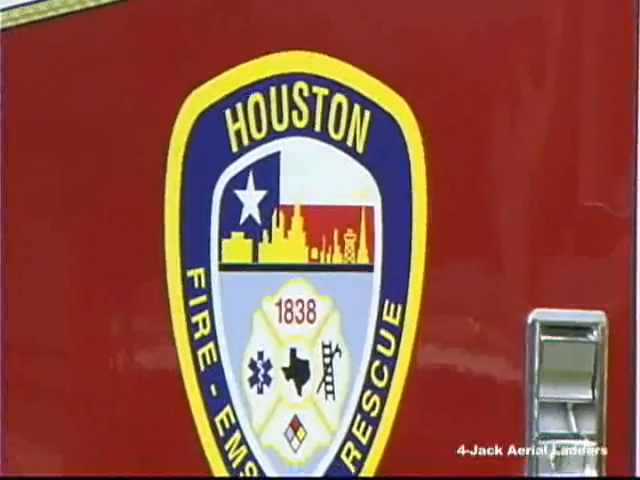 HOUSTON
1838
FIRE - EMS
RESCUE
4-Jack Aerial Ladders